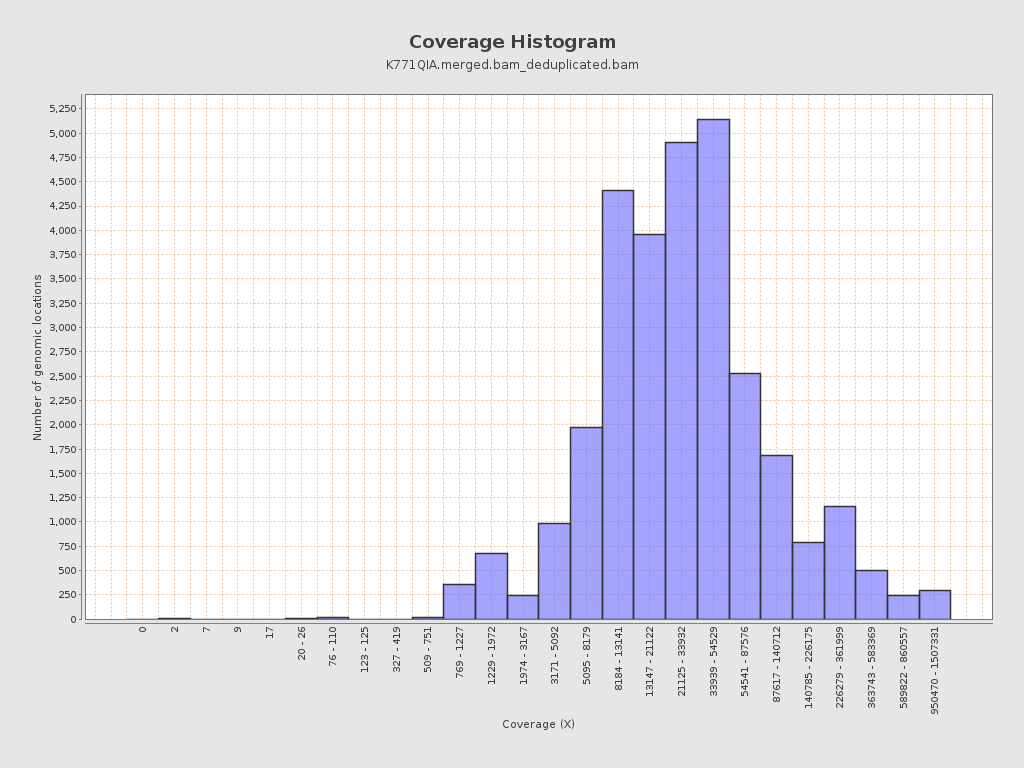 Coverage Histogram
K771QIA.merged.bam_deduplicated.bam
Number of genomic locations
5,250
5,000
4,750
4,500
4,250
4,000
3,750
3,500
3,250
3,000
2,750
2,500
2,250
2,000
1,750
1,500
1,250
1,000
750
500
250
0
0
2
7
9
17
20 - 26
76 - 110
123 - 125
327 - 419
509 - 751
769 - 1227
1229 - 1972
1974 - 3167
3171 - 5092
5095 - 8179
8184 - 13141
13147 - 21122
21125 - 33932
33939 - 54529
54541 - 87576
87617 - 140712
140785 - 226175
226279 - 361999
363743 - 583369
589822 - 860557
950470 - 1507331
Coverage (X)